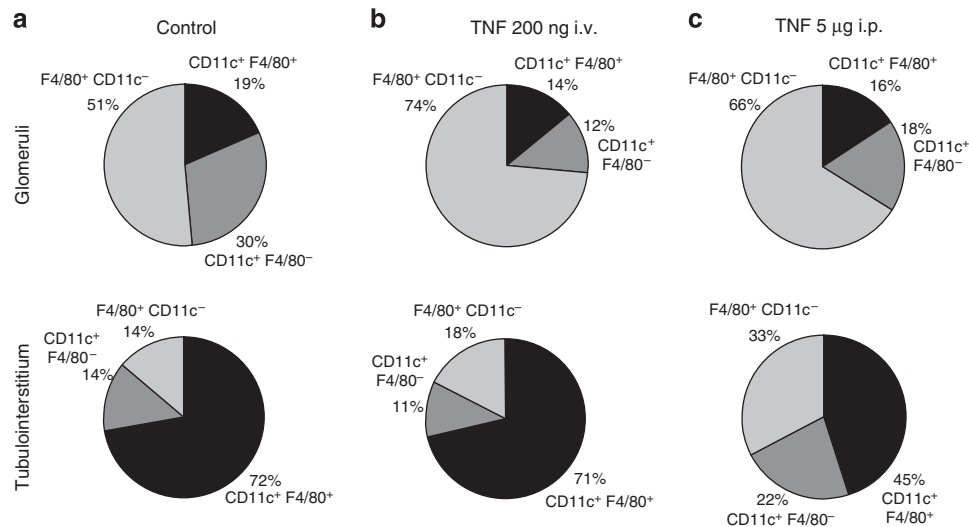 a
Control
b
TNF 200 ng i.v.
c
TNF 5 μg i.p.
Glomeruli
F4/80⁺ CD11c⁻
51%
CD11c⁺ F4/80⁺
19%
30%
CD11c⁺ F4/80⁻
F4/80⁺ CD11c⁻
74%
CD11c⁺ F4/80⁺
14%
12%
CD11c⁺
F4/80⁻
F4/80⁺ CD11c⁻
66%
CD11c⁺ F4/80⁺
16%
18%
CD11c⁺
F4/80⁻
Tubulointerstitium
F4/80⁺ CD11c⁻
14%
CD11c⁺
F4/80⁻
14%
72%
CD11c⁺ F4/80⁺
F4/80⁺ CD11c⁻
18%
CD11c⁺
F4/80⁻
11%
71%
CD11c⁺ F4/80⁺
F4/80⁺ CD11c⁻
33%
22%
CD11c⁺ F4/80⁻
45%
CD11c⁺
F4/80⁺